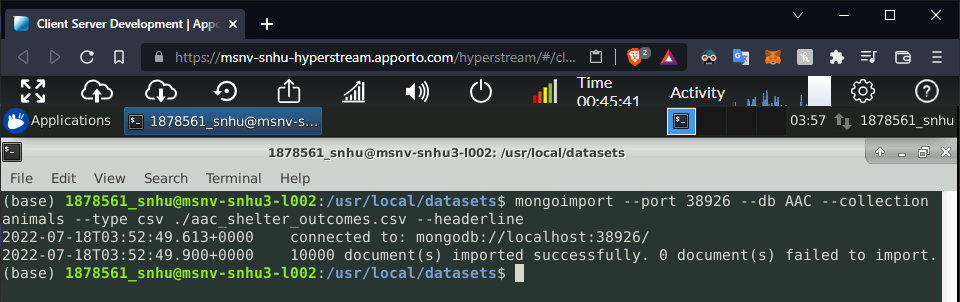 Client Server Development | Appo
https://msnv-snhu-hyperstream.apporto.com/hyperstream/#/cl...
2
Time
00:45:41
Activity
Applications
1878561_snhu@msnv-s...
03:57
1878561_snhu
1878561_snhu@msnv-snhu3-l002: /usr/local/datasets
File Edit View Search Terminal Help
(base) 1878561_snhu@msnv-snhu3-l002:/usr/local/datasets$ mongoimport --port 38926 --db AAC --collection
animals --type csv ./aac_shelter_outcomes.csv --headerline
2022-07-18T03:52:49.613+0000 connected to: mongodb://localhost:38926/
2022-07-18T03:52:49.900+0000 10000 document(s) imported successfully. 0 document(s) failed to import.
(base) 1878561_snhu@msnv-snhu3-l002:/usr/local/datasets$